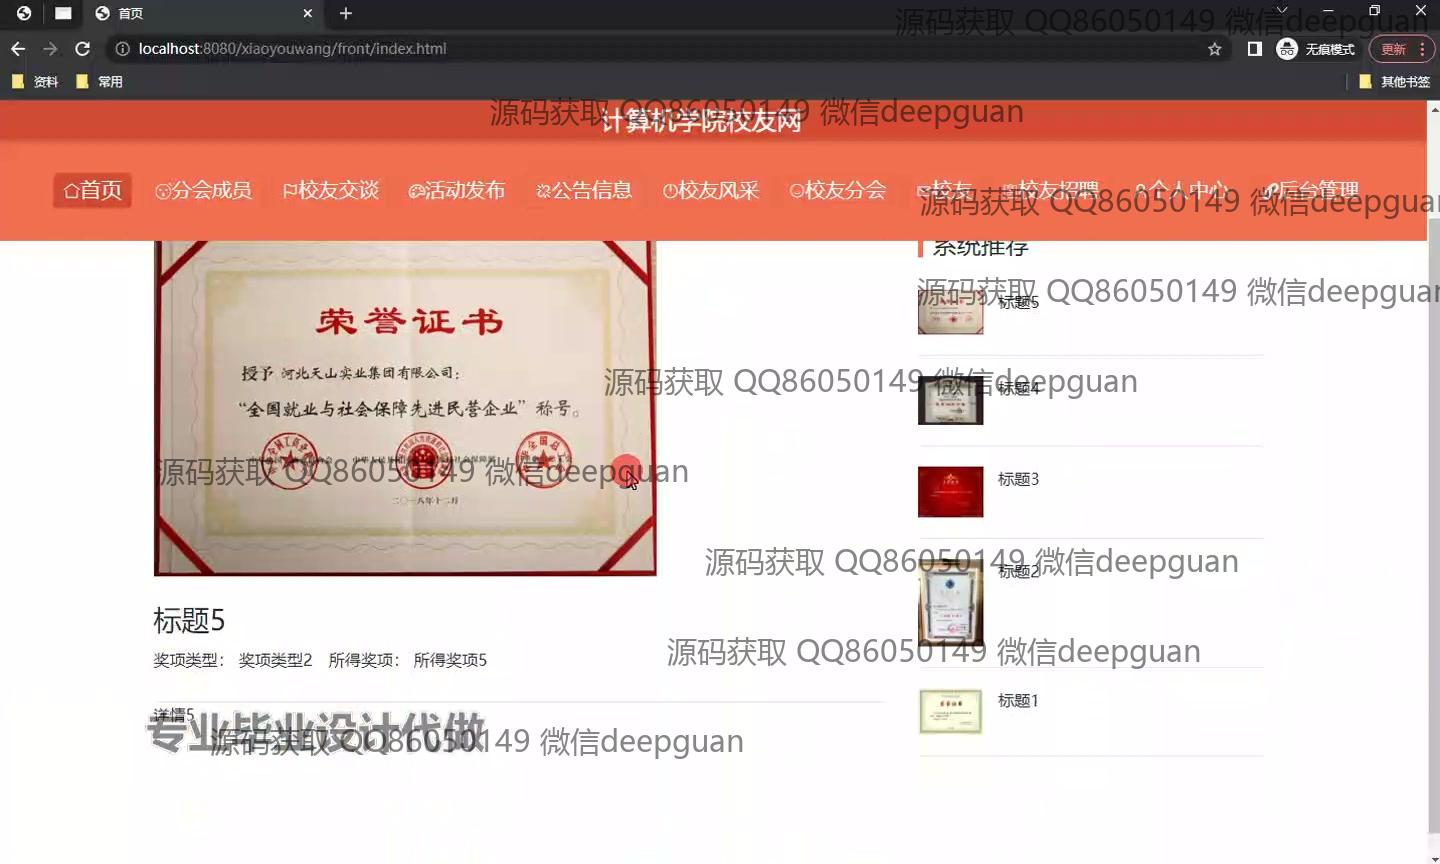 首页
源码获取 QQ86050149 微信deepguan
localhost:8080/xiaoyouwang/front/index.html
无痕模式
更新
资料
常用
其他书签
源码获取 QQ86050149 微信deepguan
计算机学院校友网
首页
分会成员
校友交谈
活动发布
公告信息
校友风采
校友分会
校友
校友招聘
个人中心
后台管理
源码获取 QQ86050149 微信deepguan
系统推荐
源码获取 QQ86050149 微信deepguan
标题5
荣誉证书
授予 河北天山实业集团有限公司：
“全国就业与社会保障先进民营企业”称号。
二〇一八年十二月
源码获取 QQ86050149 微信deepguan
标题4
源码获取 QQ86050149 微信deepguan
标题3
源码获取 QQ86050149 微信deepguan
标题2
标题5
奖项类型： 奖项类型2 所得奖项： 所得奖项5
源码获取 QQ86050149 微信deepguan
标题1
详情5
专业毕业设计代做
源码获取 QQ86050149 微信deepguan